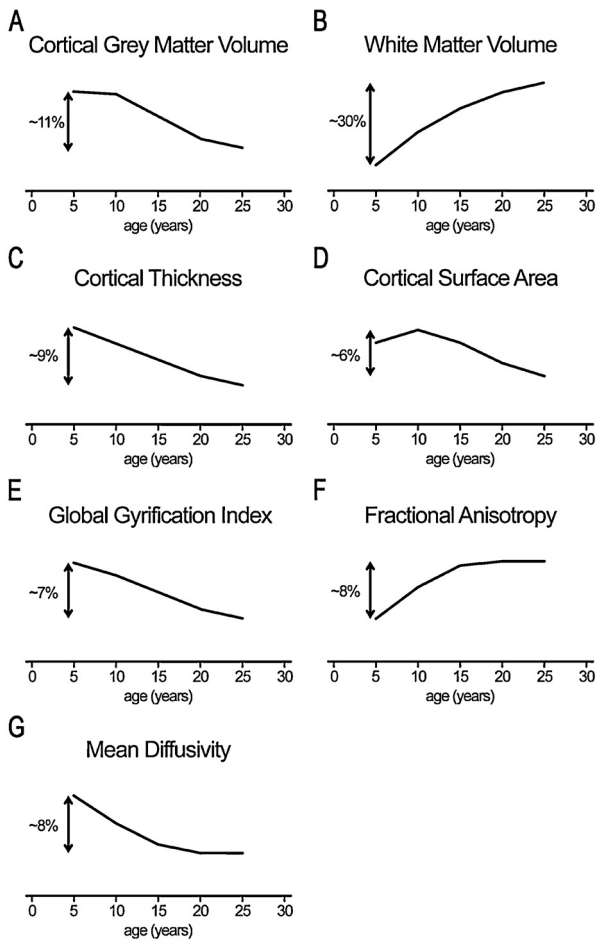 A
Cortical Grey Matter Volume
~11%
0 5 10 15 20 25 30
age (years)
B
White Matter Volume
~30%
0 5 10 15 20 25 30
age (years)
C
Cortical Thickness
~9%
0 5 10 15 20 25 30
age (years)
D
Cortical Surface Area
~6%
0 5 10 15 20 25 30
age (years)
E
Global Gyrification Index
~7%
0 5 10 15 20 25 30
age (years)
F
Fractional Anisotropy
~8%
0 5 10 15 20 25 30
age (years)
G
Mean Diffusivity
~8%
0 5 10 15 20 25 30
age (years)